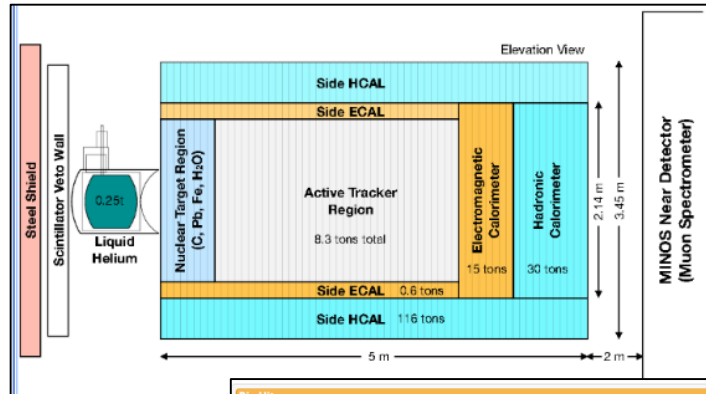 Elevation View
Side HCAL
Side ECAL
Steel Shield
Scintillator Veto Wall
0.25t
Liquid
Helium
Nuclear Target Region
(C, Pb, Fe, H₂O)
Active Tracker
Region
8.3 tons total
Electromagnetic
Calorimeter
15 tons
Hadronic
Calorimeter
30 tons
2.14 m
3.45 m
MINOS Near Detector
(Muon Spectrometer)
Side ECAL 0.6 tons
Side HCAL 116 tons
5 m
2 m